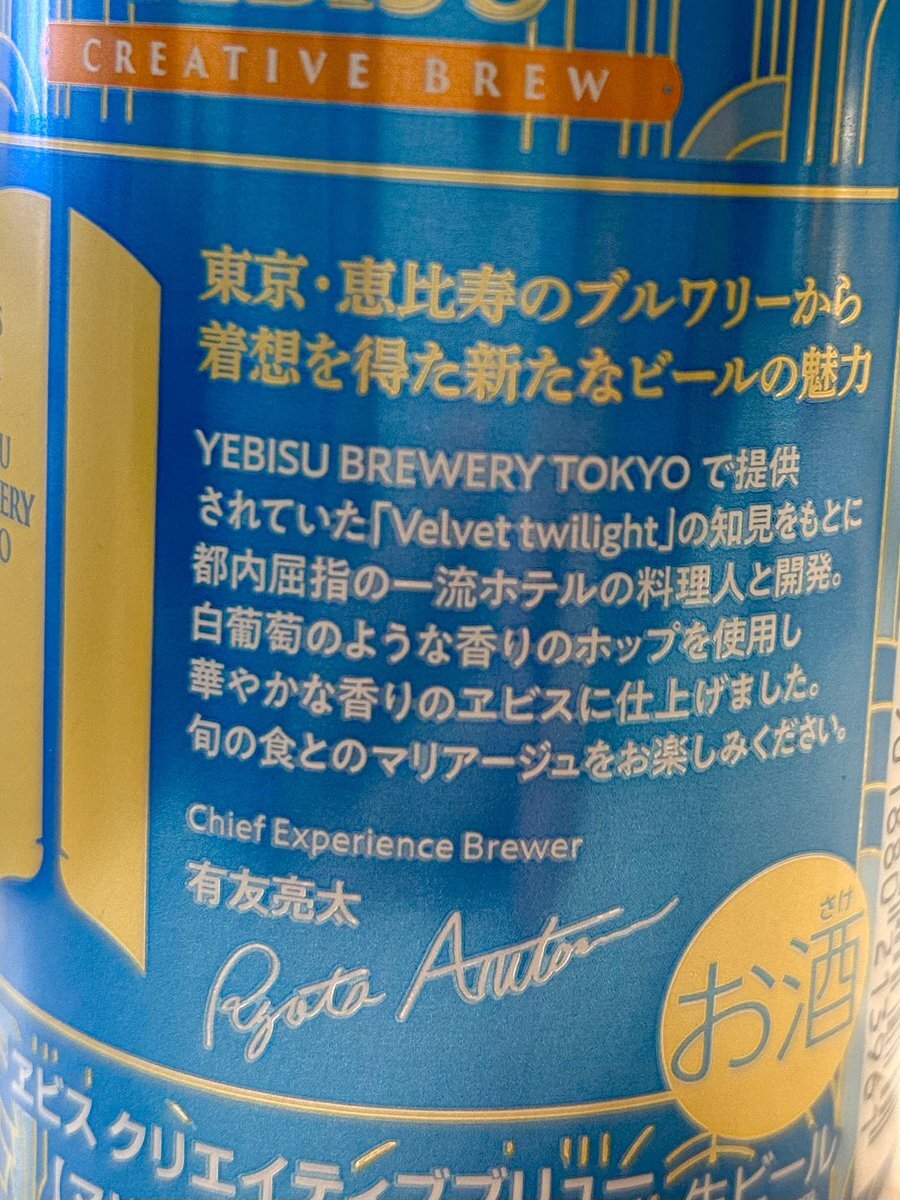 CREATIVE BREW
東京・恵比寿のブルワリーから
着想を得た新たなビールの魅力
YEBISU BREWERY TOKYO で提供
されていた「Velvet twilight」の知見をもとに
都内屈指の一流ホテルの料理人と開発。
白葡萄のような香りのホップを使用し
華やかな香りのヱビスに仕上げました。
旬の食とのマリアージュをお楽しみください。
Chief Experience Brewer
有友亮太
Ryota Arutomo
さけ
お酒
ヱビス クリエイティブブリュー 生ビール